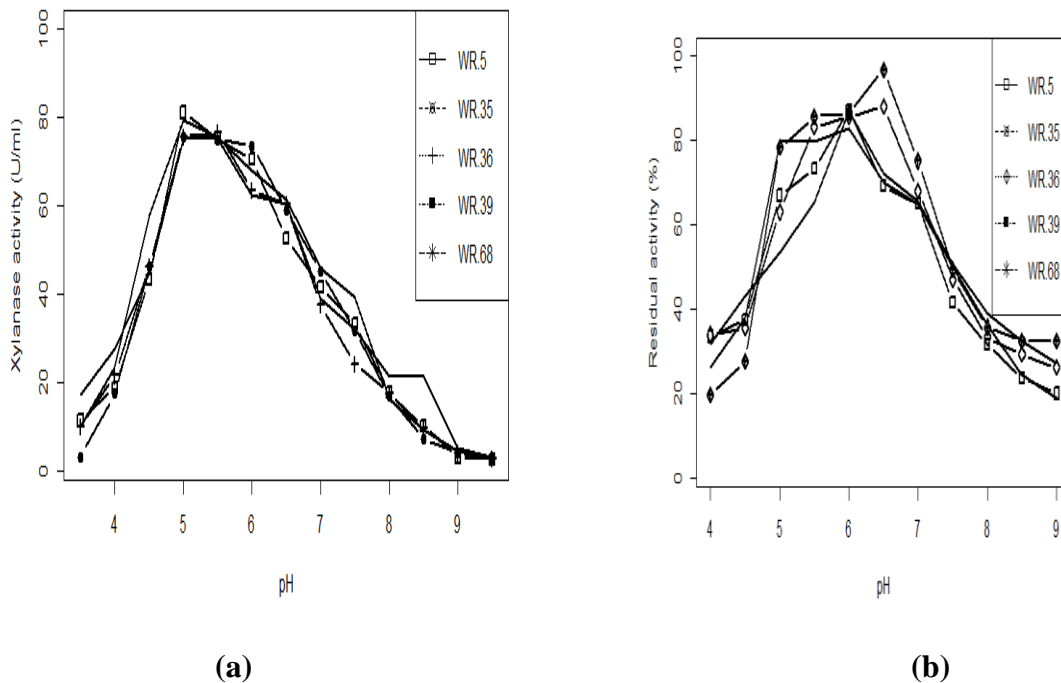 Xylanase activity (U/ml)
100
80
60
40
20
0
4 5 6 7 8 9
pH
WR.5
WR.35
WR.36
WR.39
WR.68
(a)
Residual activity (%)
100
80
60
40
20
0
4 5 6 7 8 9
pH
WR.5
WR.35
WR.36
WR.39
WR.68
(b)